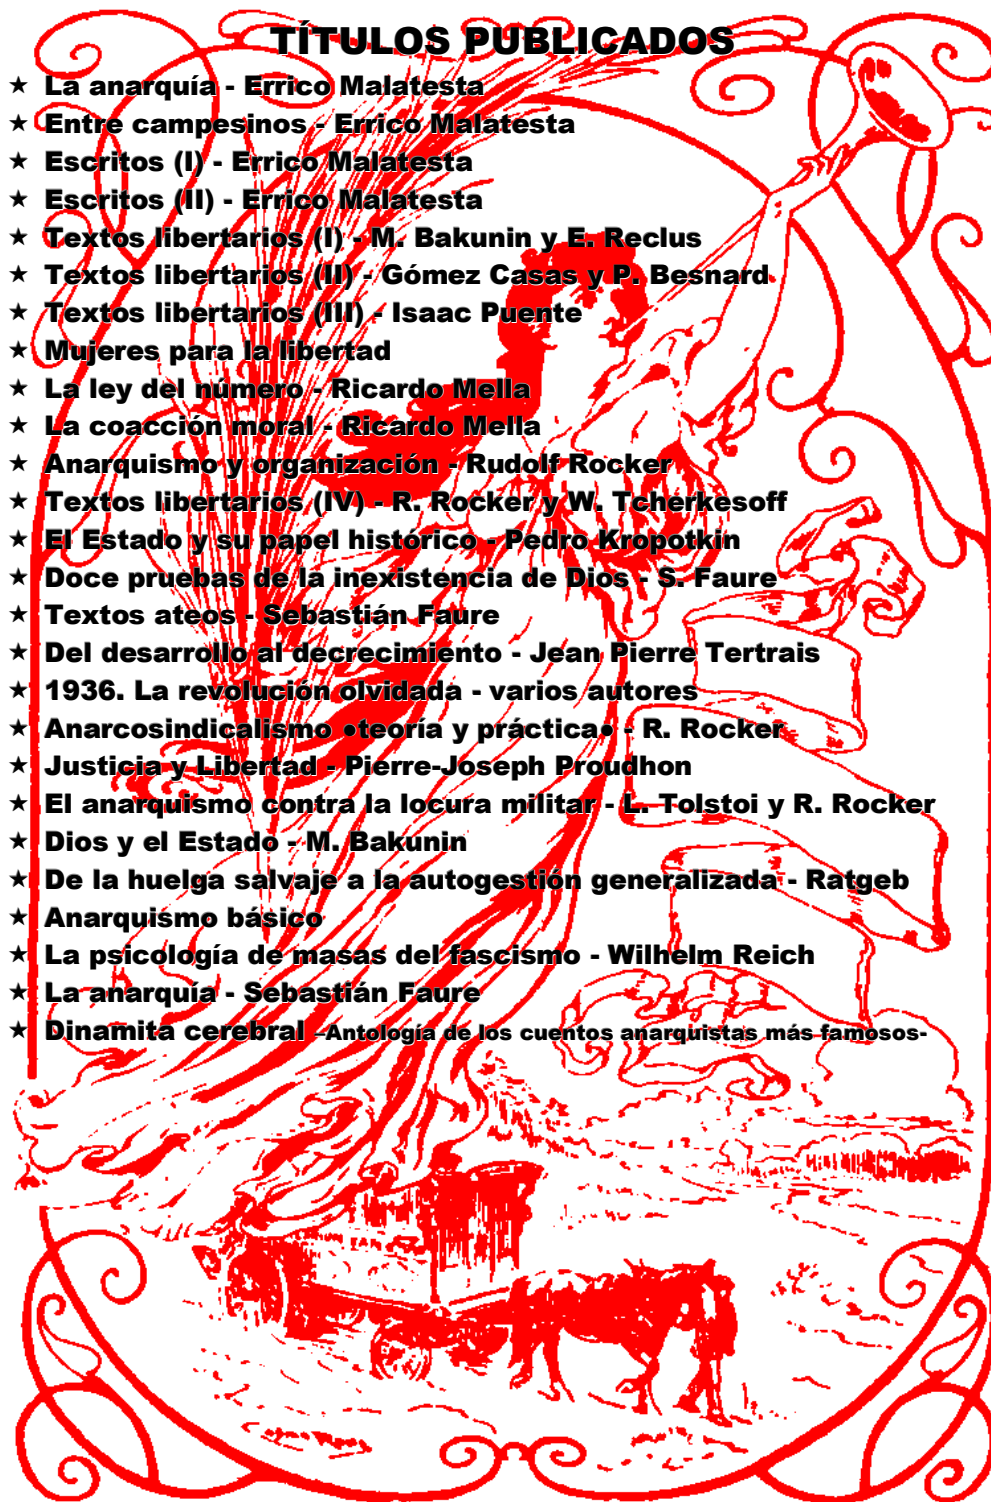 TÍTULOS PUBLICADOS
★ La anarquía - Errico Malatesta
★ Entre campesinos - Errico Malatesta
★ Escritos (I) - Errico Malatesta
★ Escritos (II) - Errico Malatesta
★ Textos libertarios (I) - M. Bakunin y E. Reclus
★ Textos libertarios (II) - Gómez Casas y P. Besnard
★ Textos libertarios (III) - Isaac Puente
★ Mujeres para la libertad
★ La ley del número - Ricardo Mella
★ La coacción moral - Ricardo Mella
★ Anarquismo y organización - Rudolf Rocker
★ Textos libertarios (IV) - R. Rocker y W. Tcherkesoff
★ El Estado y su papel histórico - Pedro Kropotkin
★ Doce pruebas de la inexistencia de Dios - S. Faure
★ Textos ateos - Sebastián Faure
★ Del desarrollo al decrecimiento - Jean Pierre Tertrais
★ 1936. La revolución olvidada - varios autores
★ Anarcosindicalismo •teoría y práctica• - R. Rocker
★ Justicia y Libertad - Pierre-Joseph Proudhon
★ El anarquismo contra la locura militar - L. Tolstoi y R. Rocker
★ Dios y el Estado - M. Bakunin
★ De la huelga salvaje a la autogestión generalizada - Ratgeb
★ Anarquismo básico
★ La psicología de masas del fascismo - Wilhelm Reich
★ La anarquía - Sebastián Faure
★ Dinamita cerebral –Antología de los cuentos anarquistas más famosos-